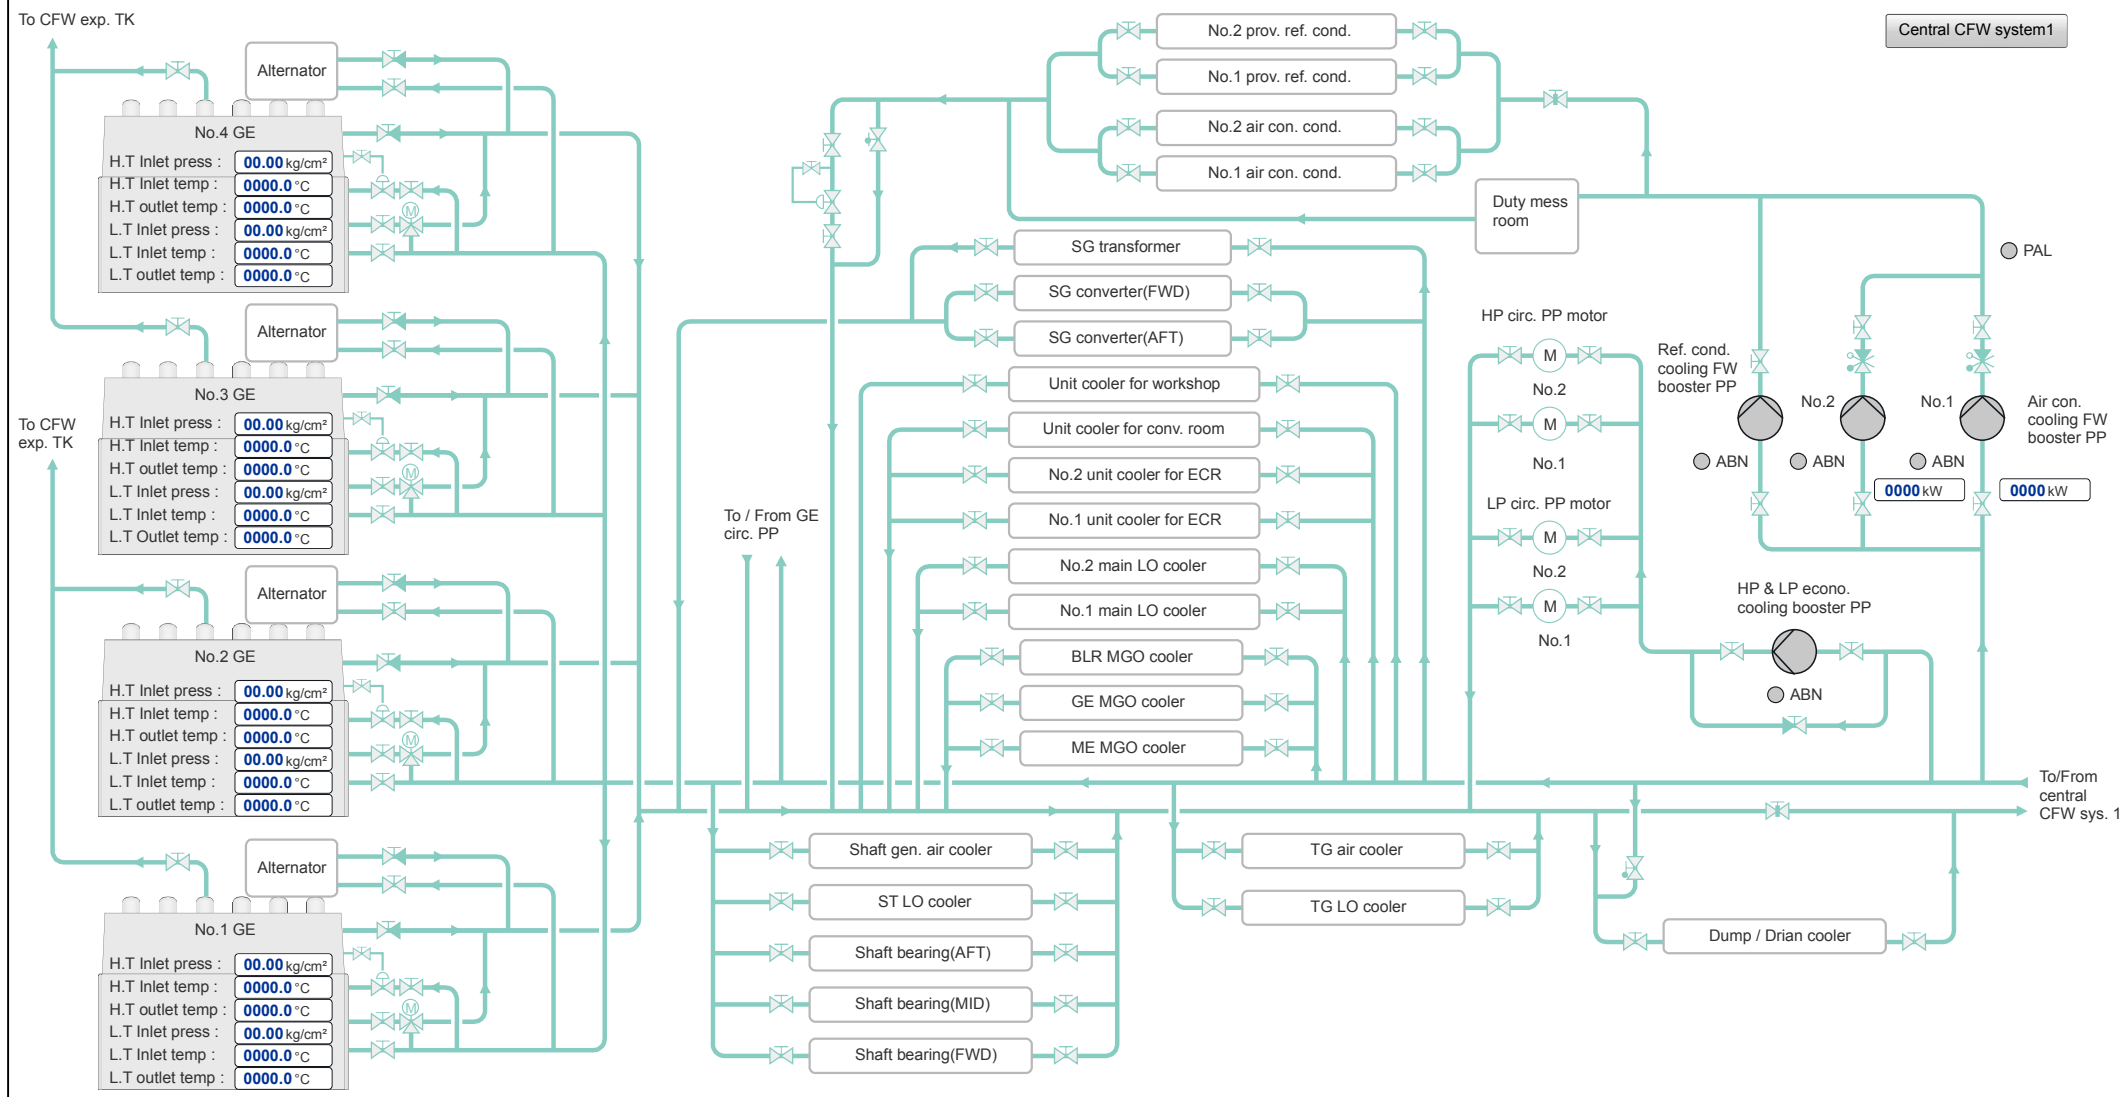 To CFW exp. TK
Alternator
No.4 GE
H.T Inlet press : 00.00 kg/cm²
H.T Inlet temp : 0000.0 °C
H.T outlet temp : 0000.0 °C
L.T Inlet press : 00.00 kg/cm²
L.T Inlet temp : 0000.0 °C
L.T outlet temp : 0000.0 °C
M
Alternator
No.3 GE
H.T Inlet press : 00.00 kg/cm²
H.T Inlet temp : 0000.0 °C
H.T outlet temp : 0000.0 °C
L.T Inlet press : 00.00 kg/cm²
L.T Inlet temp : 0000.0 °C
L.T Outlet temp : 0000.0 °C
M
To CFW
exp. TK
Alternator
No.2 GE
H.T Inlet press : 00.00 kg/cm²
H.T Inlet temp : 0000.0 °C
H.T outlet temp : 0000.0 °C
L.T Inlet press : 00.00 kg/cm²
L.T Inlet temp : 0000.0 °C
L.T outlet temp : 0000.0 °C
M
Alternator
No.1 GE
H.T Inlet press : 00.00 kg/cm²
H.T Inlet temp : 0000.0 °C
H.T outlet temp : 0000.0 °C
L.T Inlet press : 00.00 kg/cm²
L.T Inlet temp : 0000.0 °C
L.T outlet temp : 0000.0 °C
M
To / From GE
circ. PP
No.2 prov. ref. cond.
No.1 prov. ref. cond.
No.2 air con. cond.
No.1 air con. cond.
SG transformer
SG converter(FWD)
SG converter(AFT)
Unit cooler for workshop
Unit cooler for conv. room
No.2 unit cooler for ECR
No.1 unit cooler for ECR
No.2 main LO cooler
No.1 main LO cooler
BLR MGO cooler
GE MGO cooler
ME MGO cooler
Shaft gen. air cooler
ST LO cooler
Shaft bearing(AFT)
Shaft bearing(MID)
Shaft bearing(FWD)
TG air cooler
TG LO cooler
Dump / Drian cooler
Central CFW system1
Duty mess
room
PAL
HP circ. PP motor
M
No.2
M
No.1
LP circ. PP motor
M
No.2
M
No.1
Ref. cond.
cooling FW
booster PP
No.2
No.1
Air con.
cooling FW
booster PP
ABN
ABN
ABN
0000 kW
0000 kW
HP & LP econo.
cooling booster PP
ABN
To/From
central
CFW sys. 1